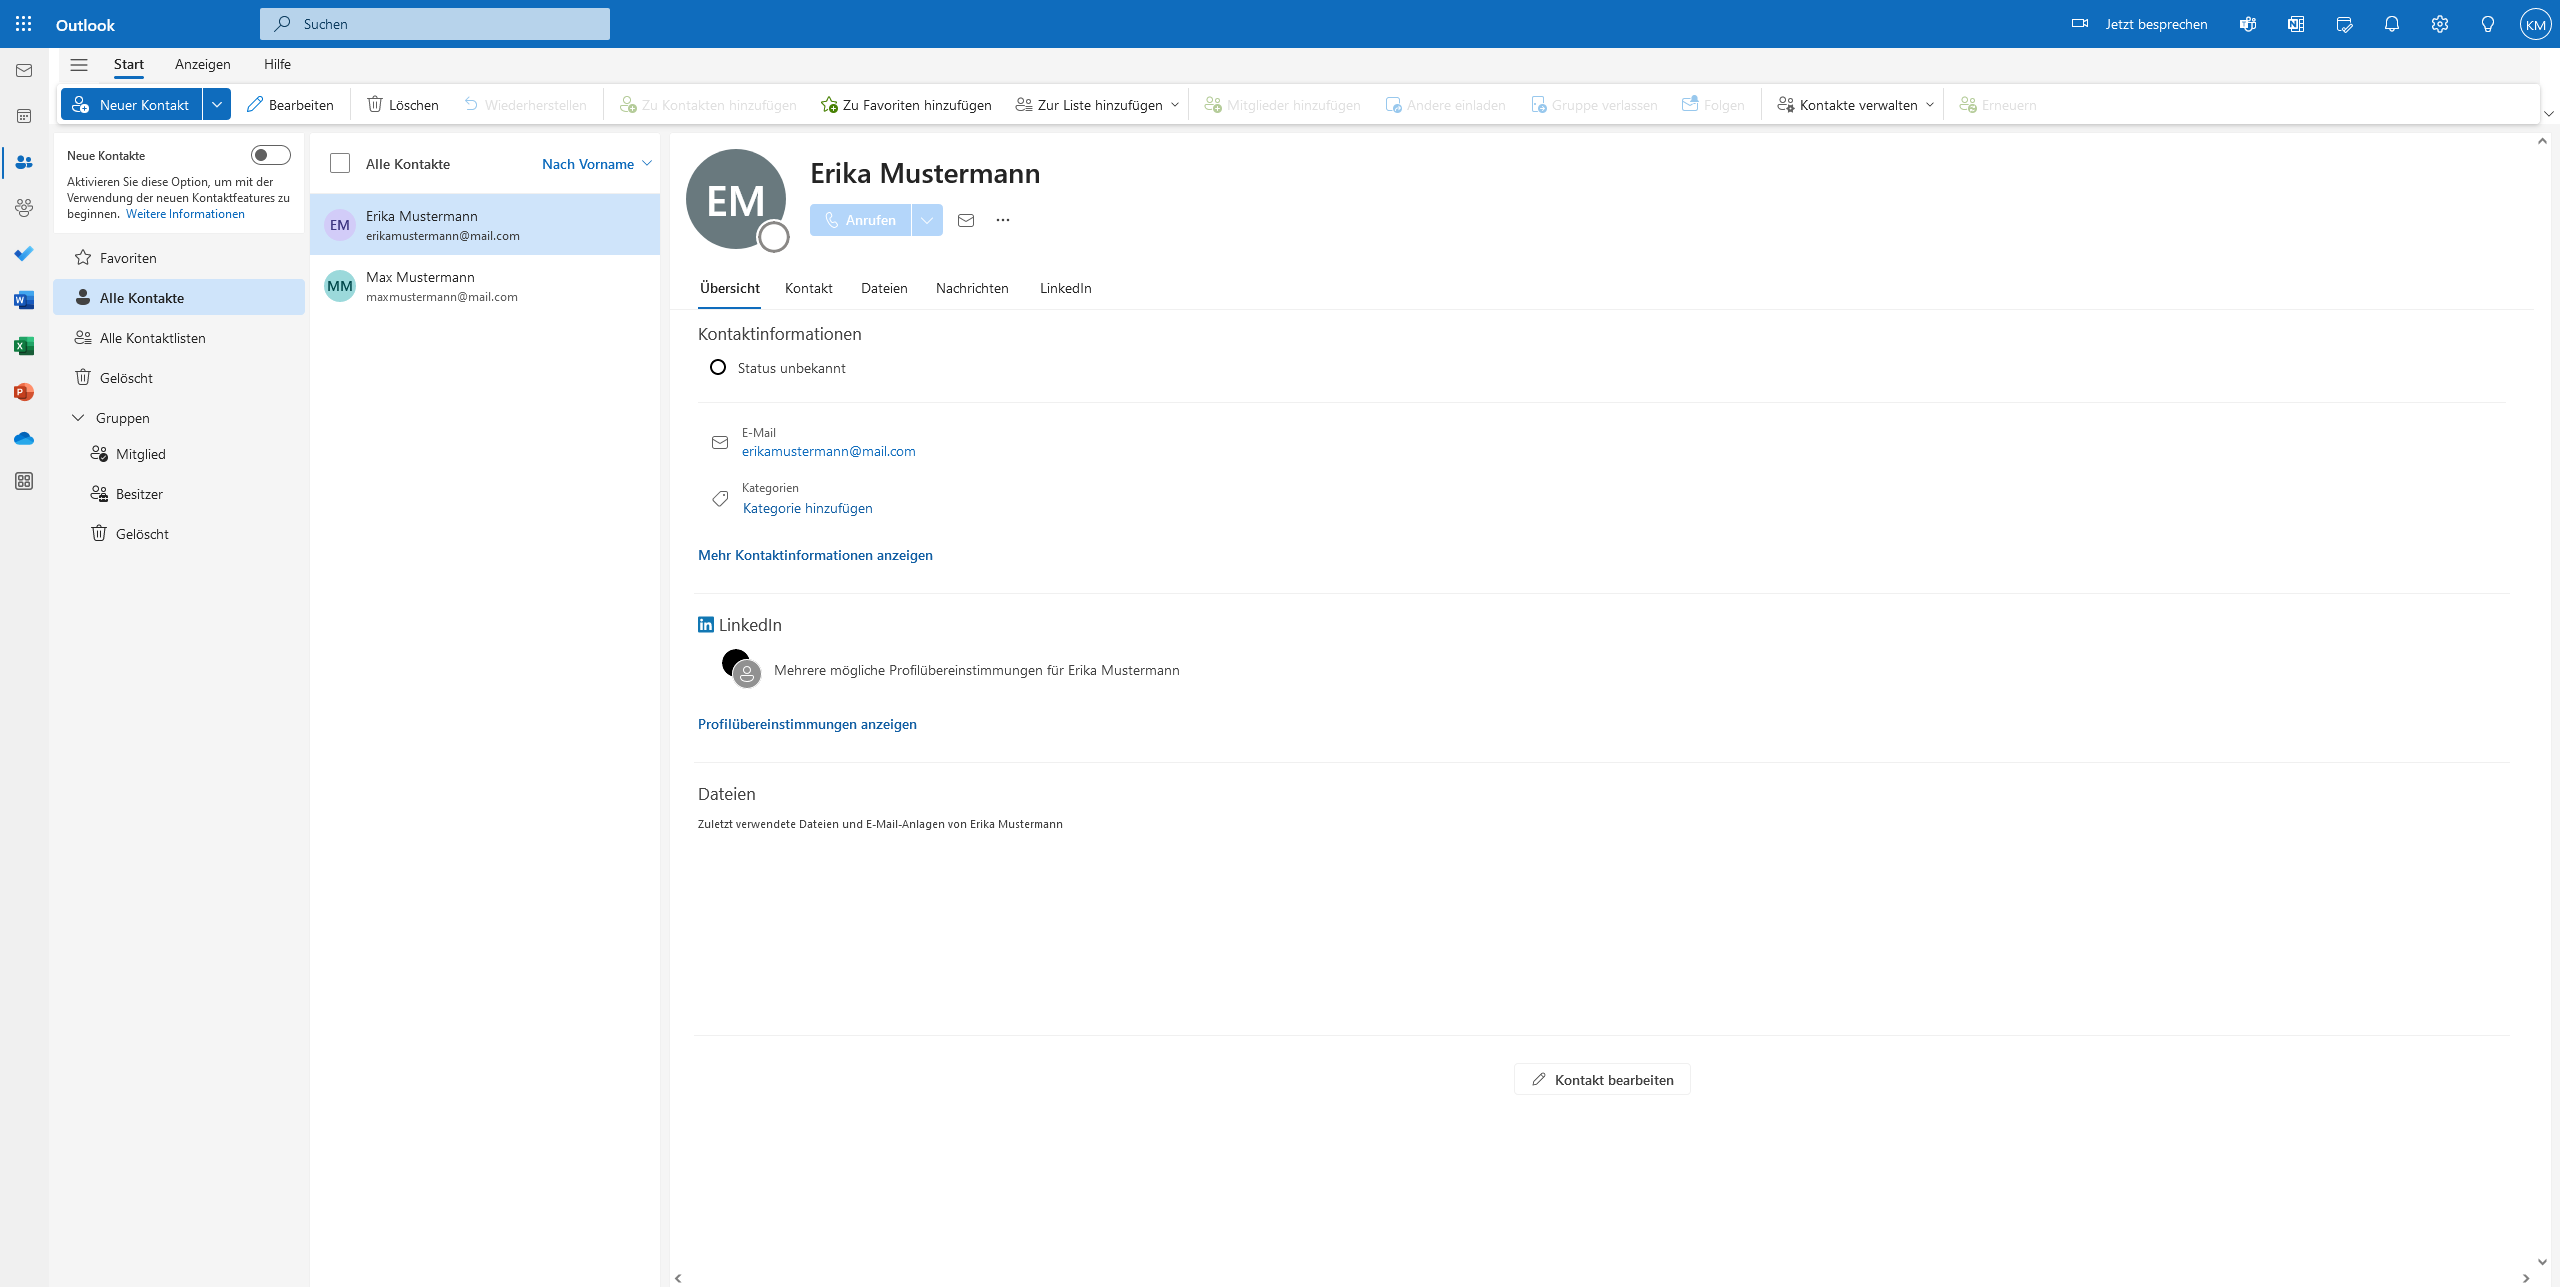 Outlook
Suchen
Jetzt besprechen
KM
Start Anzeigen Hilfe
Neuer Kontakt Bearbeiten Löschen Wiederherstellen Zu Kontakten hinzufügen Zu Favoriten hinzufügen Zur Liste hinzufügen Mitglieder hinzufügen Andere einladen Gruppe verlassen Folgen Kontakte verwalten Erneuern
Neue Kontakte
Aktivieren Sie diese Option, um mit der
Verwendung der neuen Kontaktfeatures zu
beginnen. Weitere Informationen
Favoriten
Alle Kontakte
Alle Kontaktlisten
Gelöscht
Gruppen
Mitglied
Besitzer
Gelöscht
Alle Kontakte Nach Vorname
EM
Erika Mustermann
erikamustermann@mail.com
MM
Max Mustermann
maxmustermann@mail.com
EM
Erika Mustermann
Anrufen
Übersicht Kontakt Dateien Nachrichten LinkedIn
Kontaktinformationen
Status unbekannt
E-Mail
erikamustermann@mail.com
Kategorien
Kategorie hinzufügen
Mehr Kontaktinformationen anzeigen
in LinkedIn
Mehrere mögliche Profilübereinstimmungen für Erika Mustermann
Profilübereinstimmungen anzeigen
Dateien
Zuletzt verwendete Dateien und E-Mail-Anlagen von Erika Mustermann
Kontakt bearbeiten